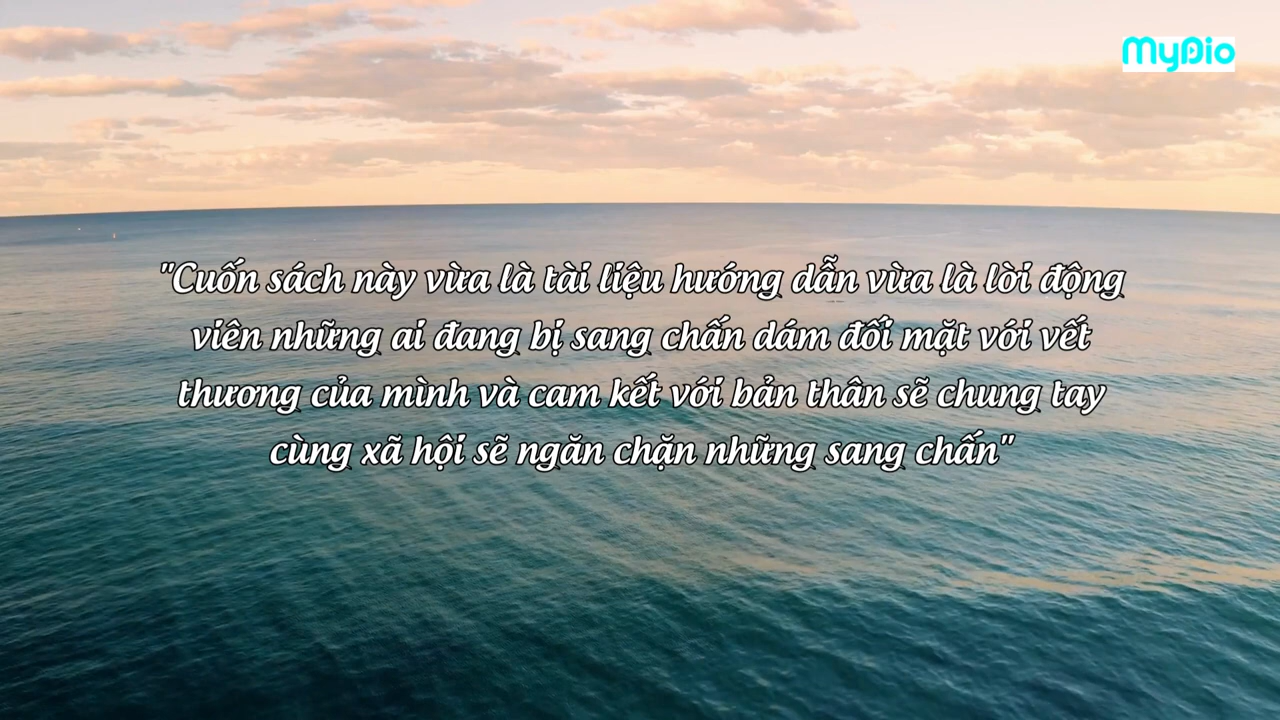 MyDio
"Cuốn sách này vừa là tài liệu hướng dẫn vừa là lời động
viên những ai đang bị sang chấn dám đối mặt với vết
thương của mình và cam kết với bản thân sẽ chung tay
cùng xã hội sẽ ngăn chặn những sang chấn"